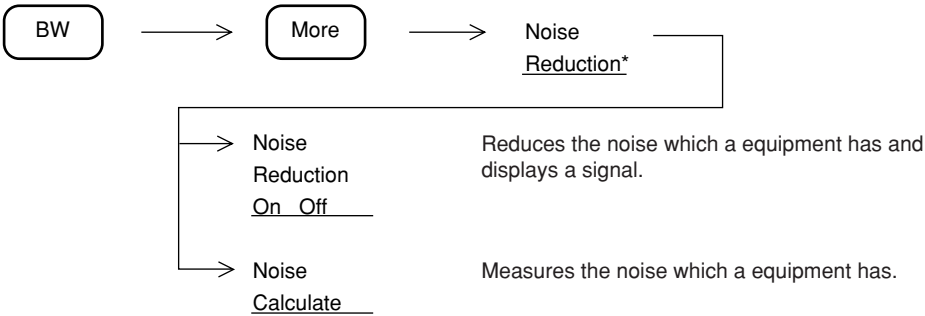 BW
More
Noise
Reduction*
Noise
Reduction
On Off
Reduces the noise which a equipment has and
displays a signal.
Noise
Calculate
Measures the noise which a equipment has.